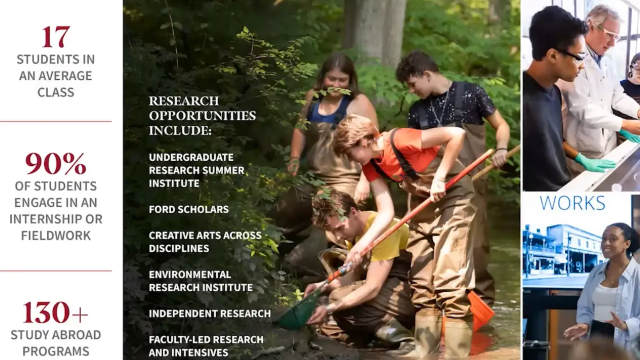 17
STUDENTS IN
AN AVERAGE
CLASS
90%
OF STUDENTS
ENGAGE IN AN
INTERNSHIP OR
FIELDWORK
130+
STUDY ABROAD
PROGRAMS
RESEARCH
OPPORTUNITIES
INCLUDE:
UNDERGRADUATE
RESEARCH SUMMER
INSTITUTE
FORD SCHOLARS
CREATIVE ARTS ACROSS
DISCIPLINES
ENVIRONMENTAL
RESEARCH INSTITUTE
INDEPENDENT RESEARCH
FACULTY-LED RESEARCH
AND INTENSIVES
WORKS